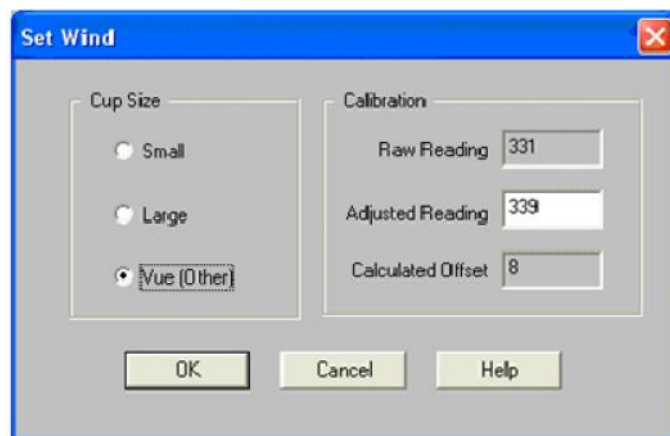 Set Wind
Cup Size
Small
Large
Vue (Other)
Calibration
Raw Reading 331
Adjusted Reading 339
Calculated Offset 8
OK Cancel Help